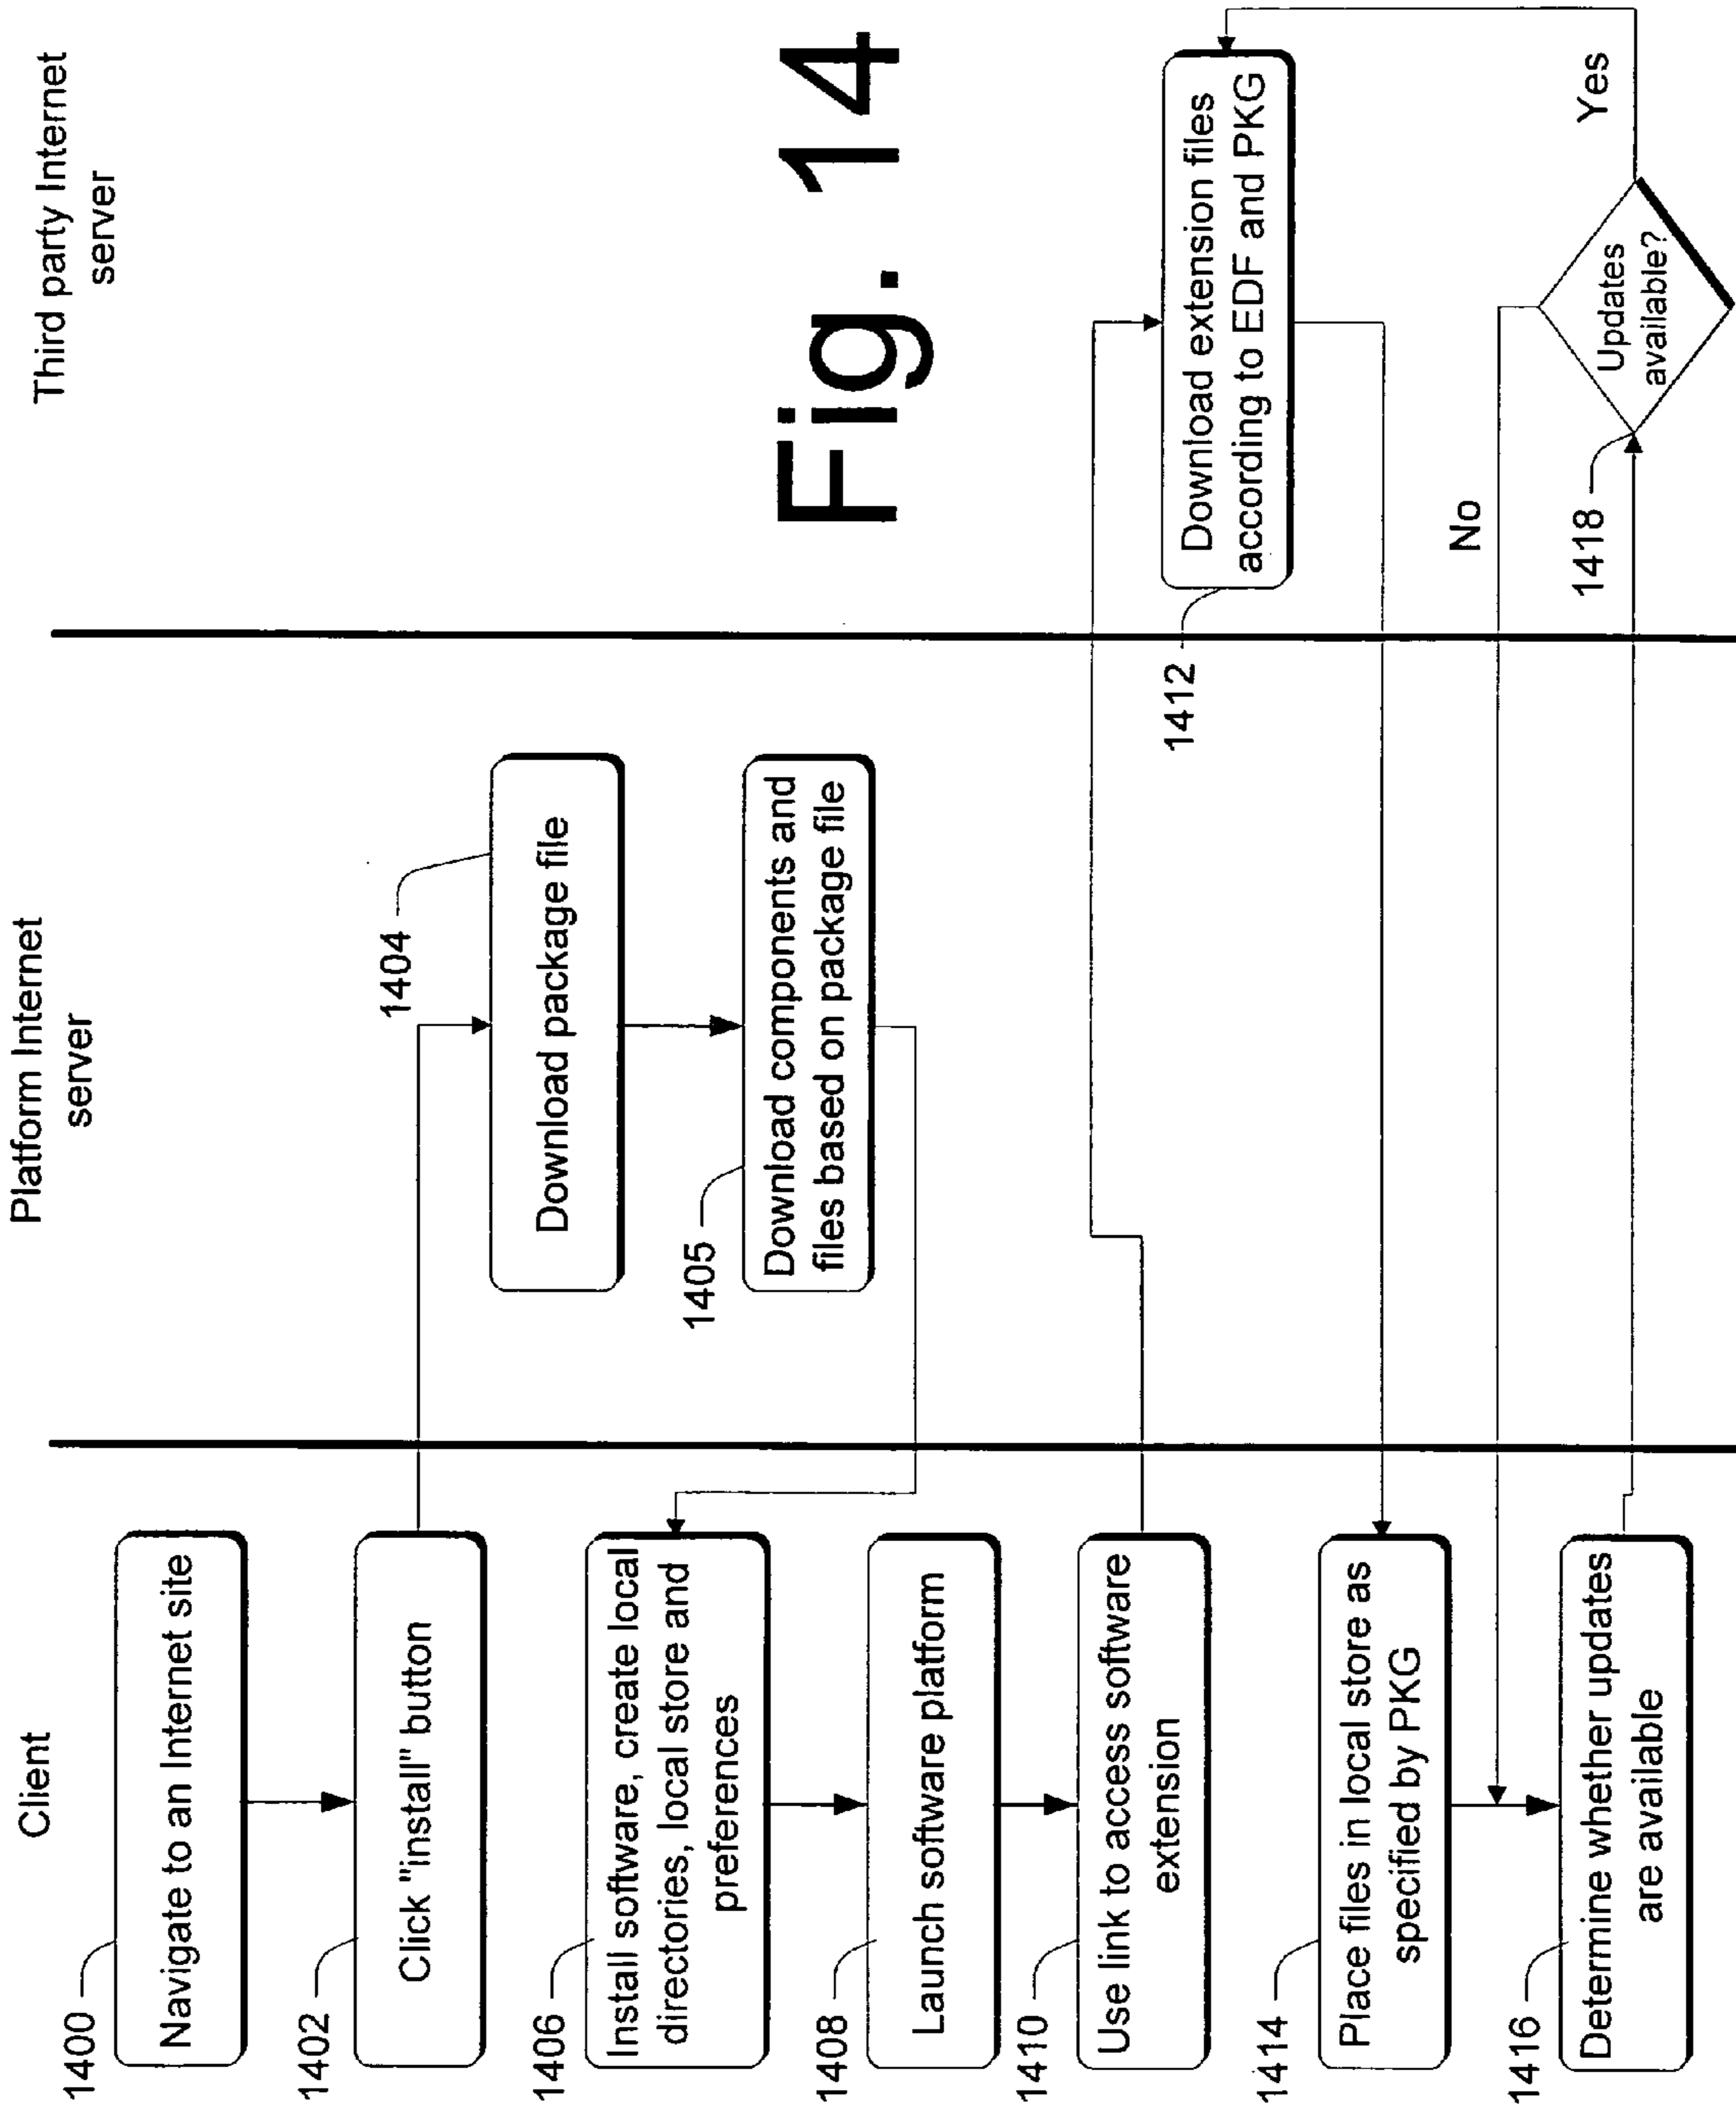 Client
Platform Internet
server
Third party Internet
server
1400
Navigate to an Internet site
1402
Click "install" button
1404
Download package file
1405
Download components and
files based on package file
1406
Install software, create local
directories, local store and
preferences
1408
Launch software platform
1410
Use link to access software
extension
1412
Download extension files
according to EDF and PKG
1414
Place files in local store as
specified by PKG
No
1416
Determine whether updates
are available
1418
Updates
available?
Yes
Fig. 14